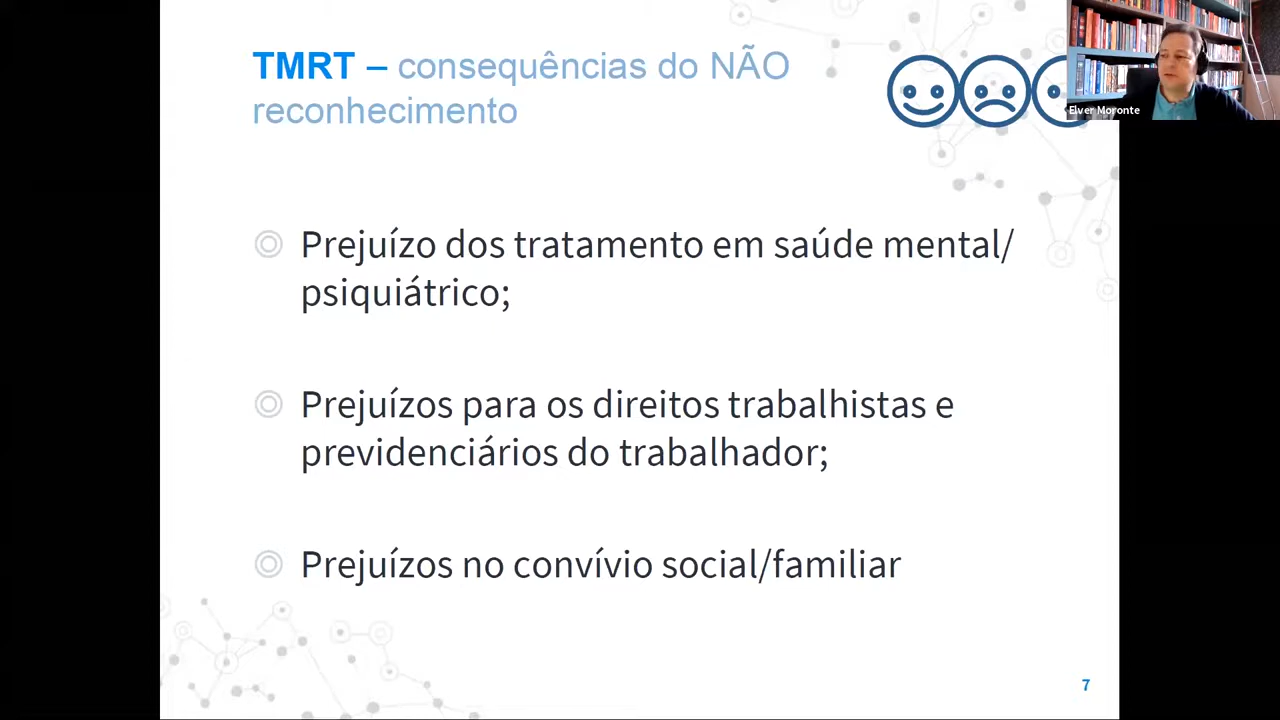 TMRT – consequências do NÃO
reconhecimento
Elver Moronte
Prejuízo dos tratamento em saúde mental/
psiquiátrico;
Prejuízos para os direitos trabalhistas e
previdenciários do trabalhador;
Prejuízos no convívio social/familiar
7